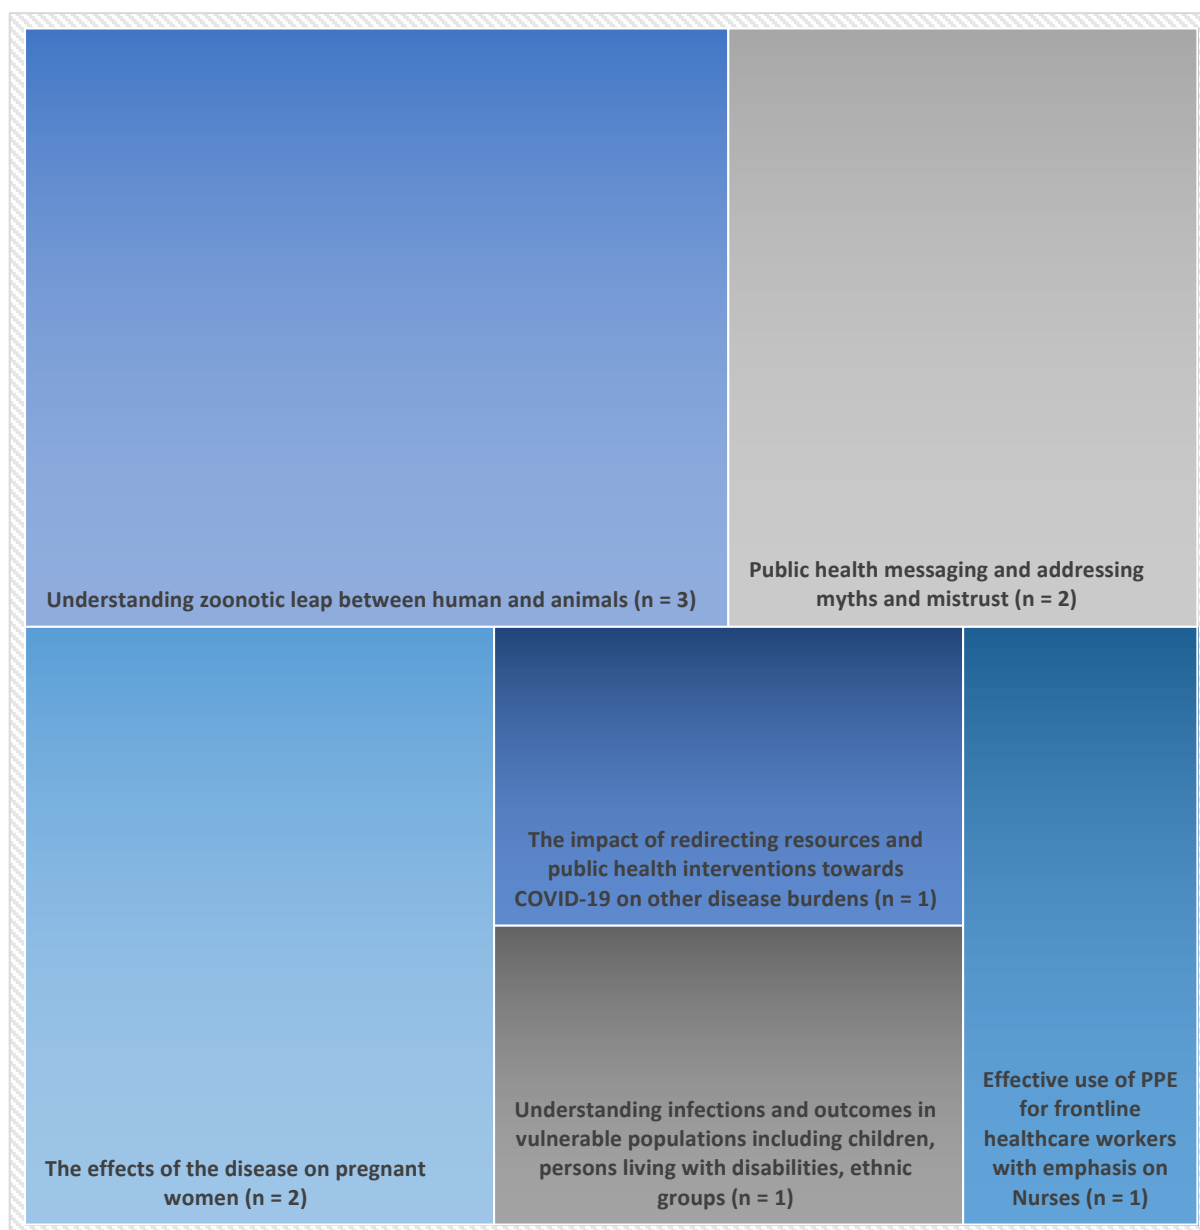 Understanding zoonotic leap between human and animals (n = 3)
Public health messaging and addressing
myths and mistrust (n = 2)
The effects of the disease on pregnant
women (n = 2)
The impact of redirecting resources and
public health interventions towards
COVID-19 on other disease burdens (n = 1)
Understanding infections and outcomes in
vulnerable populations including children,
persons living with disabilities, ethnic
groups (n = 1)
Effective use of PPE
for frontline
healthcare workers
with emphasis on
Nurses (n = 1)